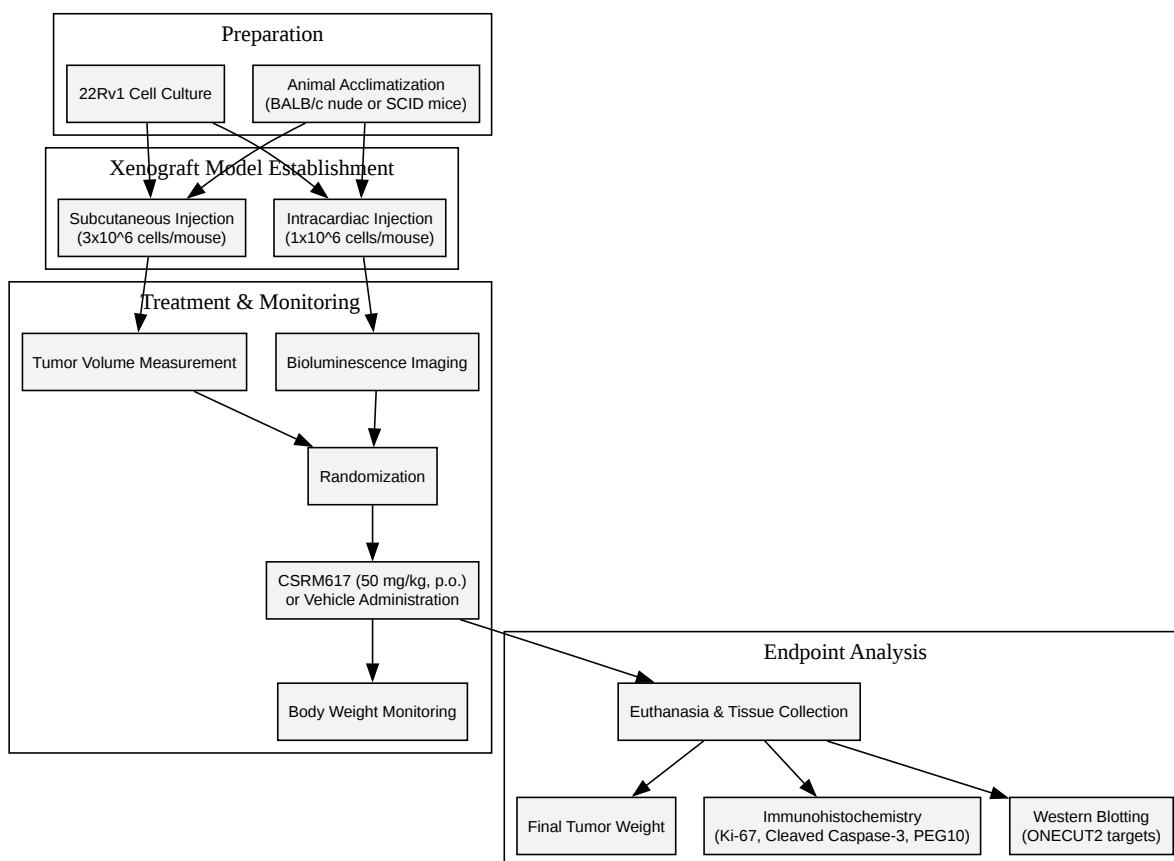 Preparation
22Rv1 Cell Culture
Animal Acclimatization
(BALB/c nude or SCID mice)
Xenograft Model Establishment
Subcutaneous Injection
(3x10^6 cells/mouse)
Intracardiac Injection
(1x10^6 cells/mouse)
Treatment & Monitoring
Tumor Volume Measurement
Bioluminescence Imaging
Randomization
CSRM617 (50 mg/kg, p.o.)
or Vehicle Administration
Body Weight Monitoring
Endpoint Analysis
Euthanasia & Tissue Collection
Final Tumor Weight
Immunohistochemistry
(Ki-67, Cleaved Caspase-3, PEG10)
Western Blotting
(ONECUT2 targets)